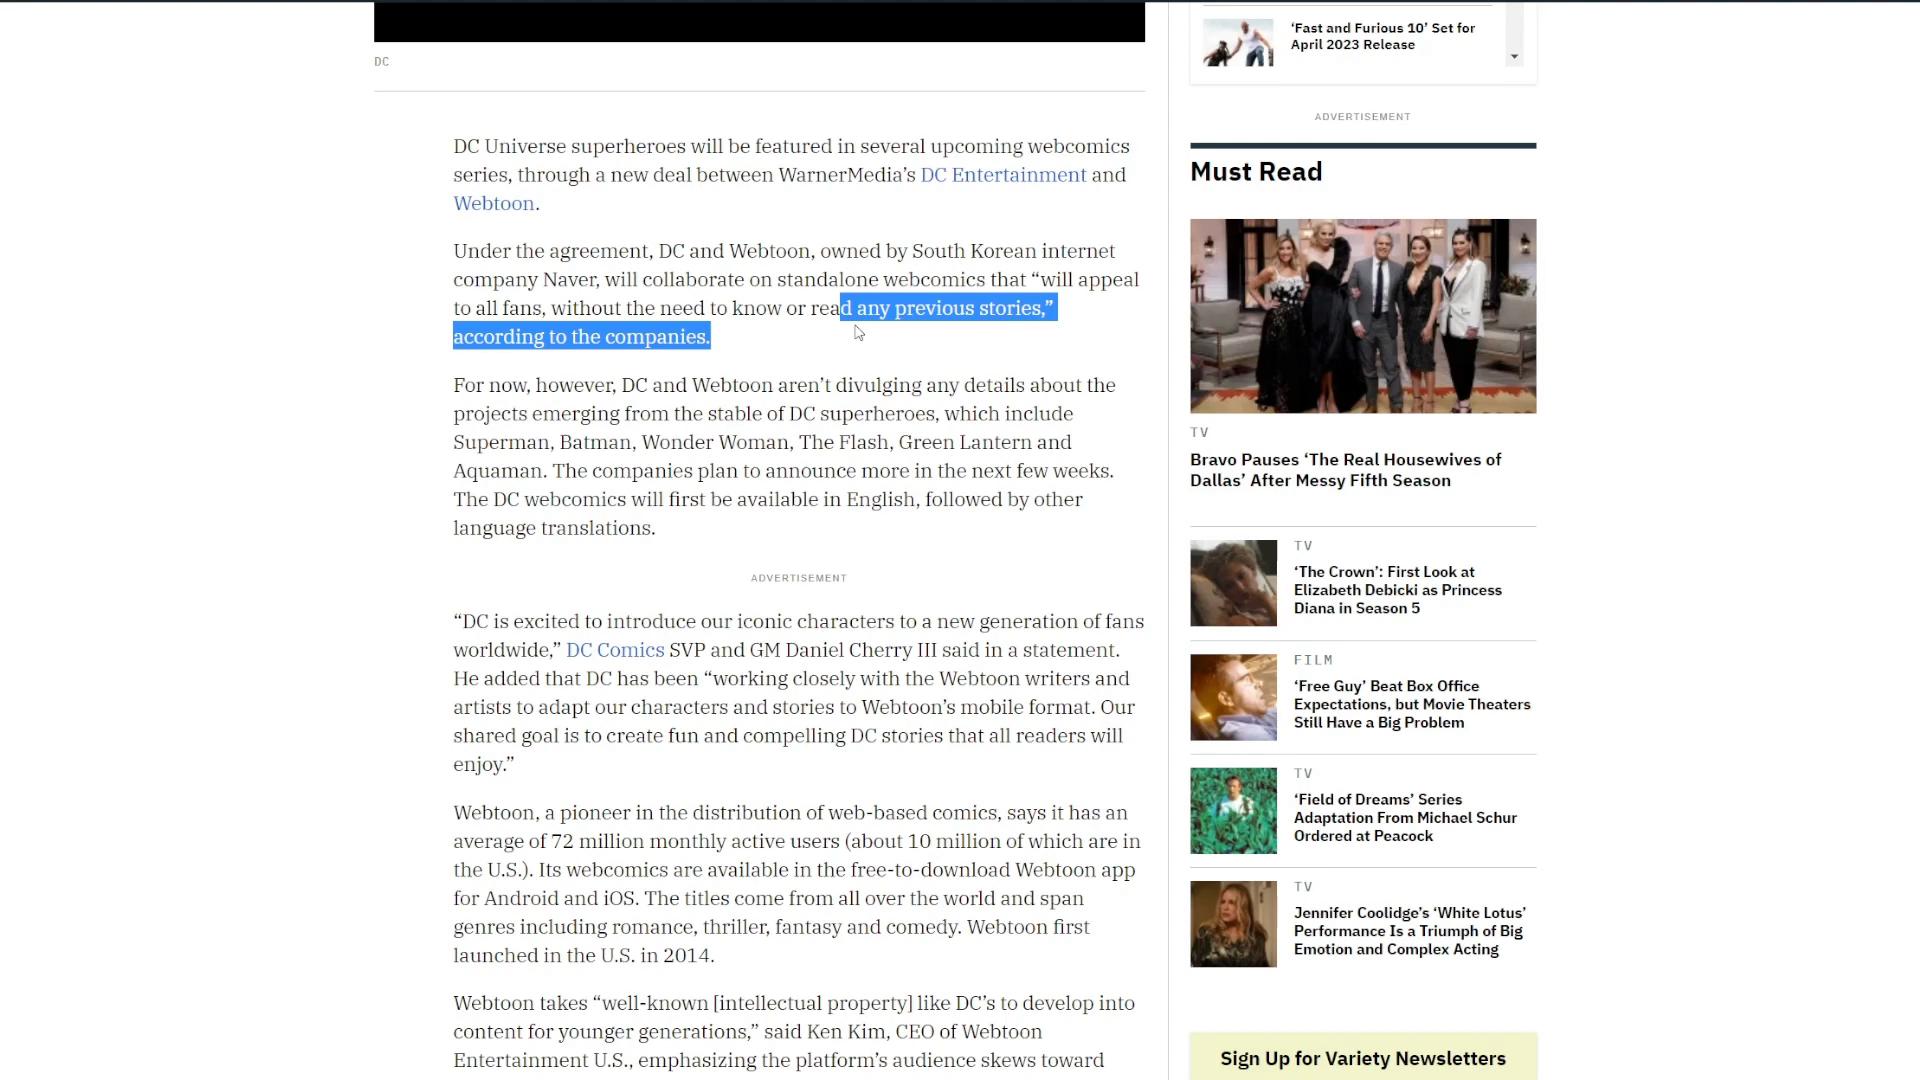 DC
DC Universe superheroes will be featured in several upcoming webcomics
series, through a new deal between WarnerMedia’s DC Entertainment and
Webtoon.
Under the agreement, DC and Webtoon, owned by South Korean internet
company Naver, will collaborate on standalone webcomics that “will appeal
to all fans, without the need to know or read any previous stories,”
according to the companies.
For now, however, DC and Webtoon aren’t divulging any details about the
projects emerging from the stable of DC superheroes, which include
Superman, Batman, Wonder Woman, The Flash, Green Lantern and
Aquaman. The companies plan to announce more in the next few weeks.
The DC webcomics will first be available in English, followed by other
language translations.
ADVERTISEMENT
“DC is excited to introduce our iconic characters to a new generation of fans
worldwide,” DC Comics SVP and GM Daniel Cherry III said in a statement.
He added that DC has been “working closely with the Webtoon writers and
artists to adapt our characters and stories to Webtoon’s mobile format. Our
shared goal is to create fun and compelling DC stories that all readers will
enjoy.”
Webtoon, a pioneer in the distribution of web-based comics, says it has an
average of 72 million monthly active users (about 10 million of which are in
the U.S.). Its webcomics are available in the free-to-download Webtoon app
for Android and iOS. The titles come from all over the world and span
genres including romance, thriller, fantasy and comedy. Webtoon first
launched in the U.S. in 2014.
Webtoon takes “well-known [intellectual property] like DC’s to develop into
content for younger generations,” said Ken Kim, CEO of Webtoon
Entertainment U.S., emphasizing the platform’s audience skews toward
‘Fast and Furious 10’ Set for
April 2023 Release
ADVERTISEMENT
Must Read
TV
Bravo Pauses ‘The Real Housewives of
Dallas’ After Messy Fifth Season
TV
‘The Crown’: First Look at
Elizabeth Debicki as Princess
Diana in Season 5
FILM
‘Free Guy’ Beat Box Office
Expectations, but Movie Theaters
Still Have a Big Problem
TV
‘Field of Dreams’ Series
Adaptation From Michael Schur
Ordered at Peacock
TV
Jennifer Coolidge’s ‘White Lotus’
Performance Is a Triumph of Big
Emotion and Complex Acting
Sign Up for Variety Newsletters